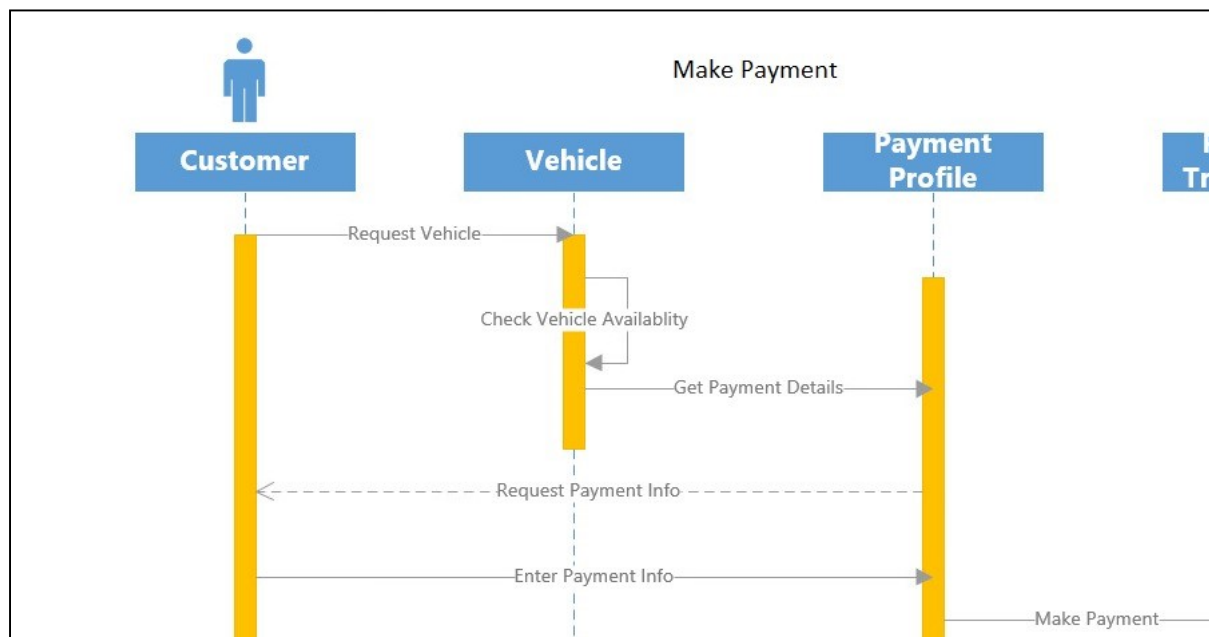 Make Payment
Customer
Vehicle
Payment
Profile
Request Vehicle
Check Vehicle Availablity
Get Payment Details
Request Payment Info
Enter Payment Info
Make Payment